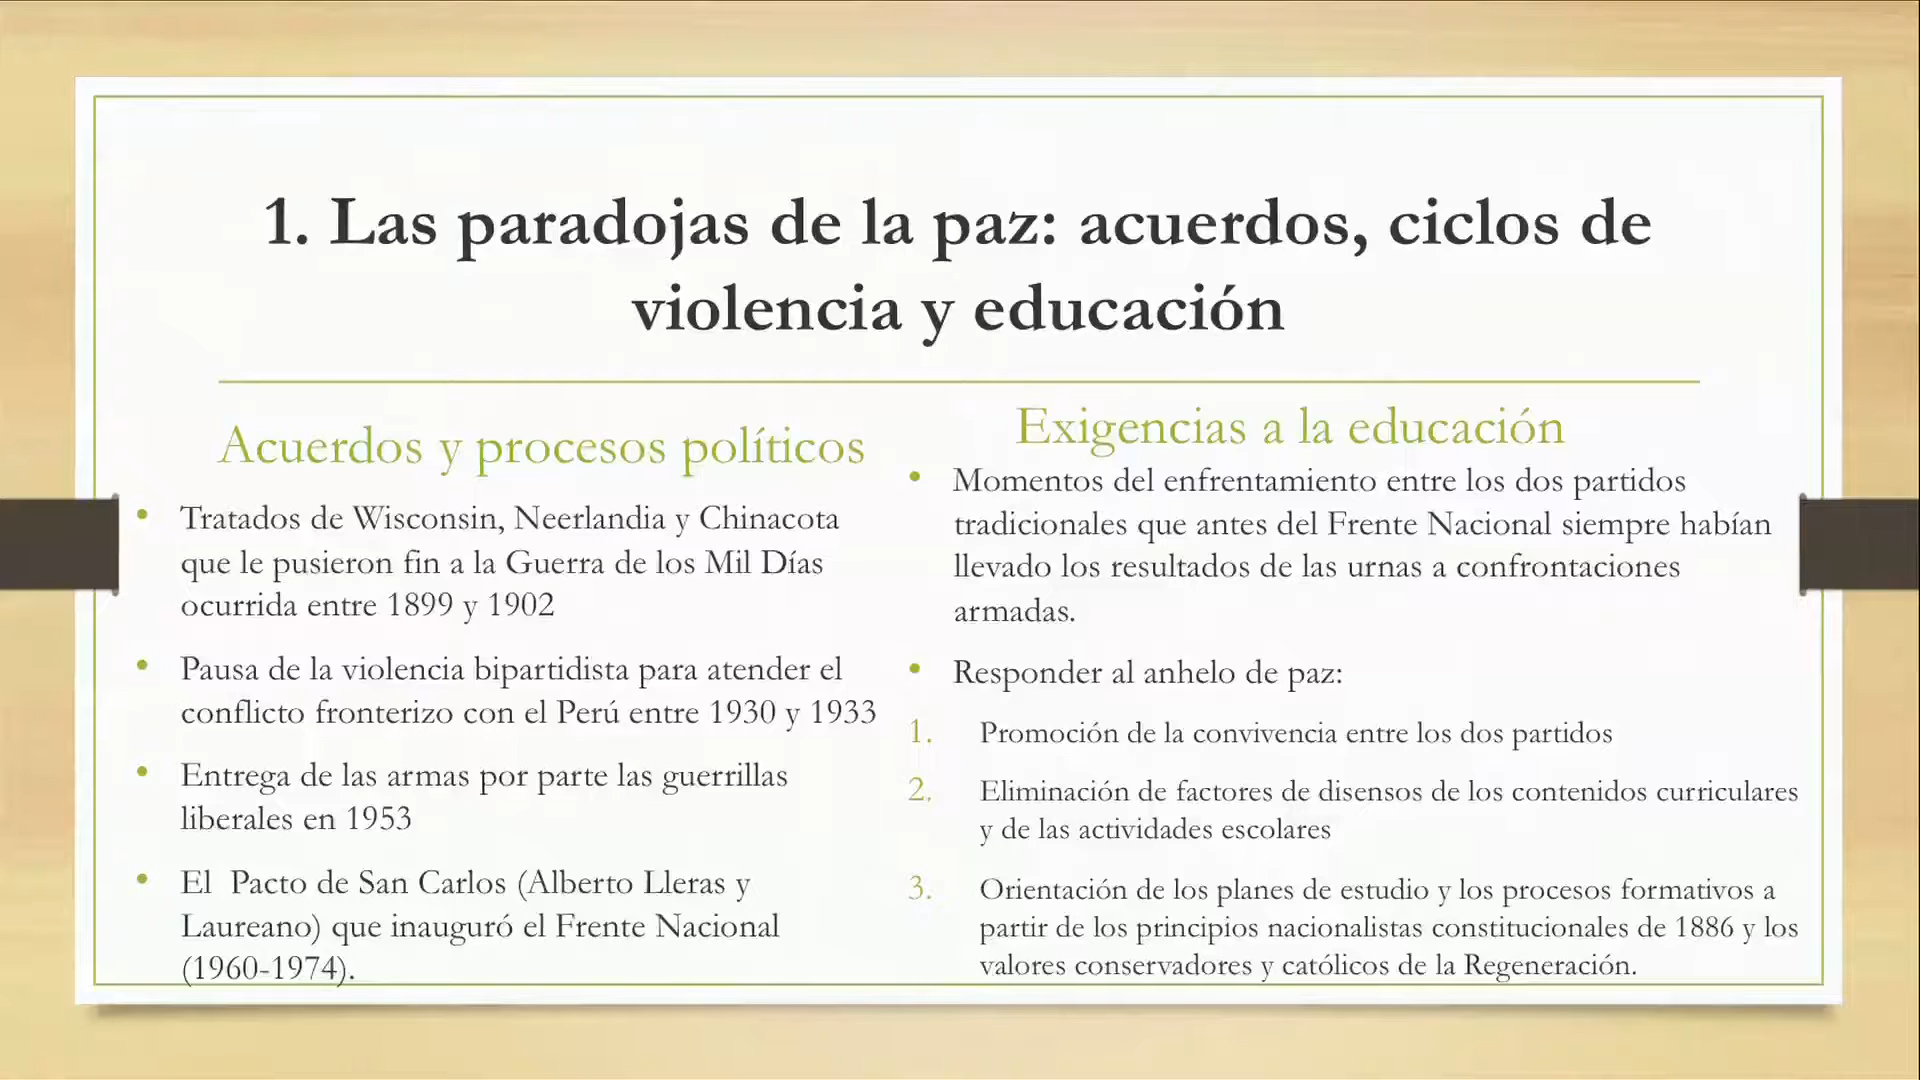 1. Las paradojas de la paz: acuerdos, ciclos de
violencia y educación
Acuerdos y procesos políticos
• Tratados de Wisconsin, Neerlandia y Chinacota
que le pusieron fin a la Guerra de los Mil Días
ocurrida entre 1899 y 1902
• Pausa de la violencia bipartidista para atender el
conflicto fronterizo con el Perú entre 1930 y 1933
• Entrega de las armas por parte las guerrillas
liberales en 1953
• El  Pacto de San Carlos (Alberto Lleras y
Laureano) que inauguró el Frente Nacional
(1960-1974).
Exigencias a la educación
• Momentos del enfrentamiento entre los dos partidos
tradicionales que antes del Frente Nacional siempre habían
llevado los resultados de las urnas a confrontaciones
armadas.
• Responder al anhelo de paz:
1. Promoción de la convivencia entre los dos partidos
2. Eliminación de factores de disensos de los contenidos curriculares
y de las actividades escolares
3. Orientación de los planes de estudio y los procesos formativos a
partir de los principios nacionalistas constitucionales de 1886 y los
valores conservadores y católicos de la Regeneración.